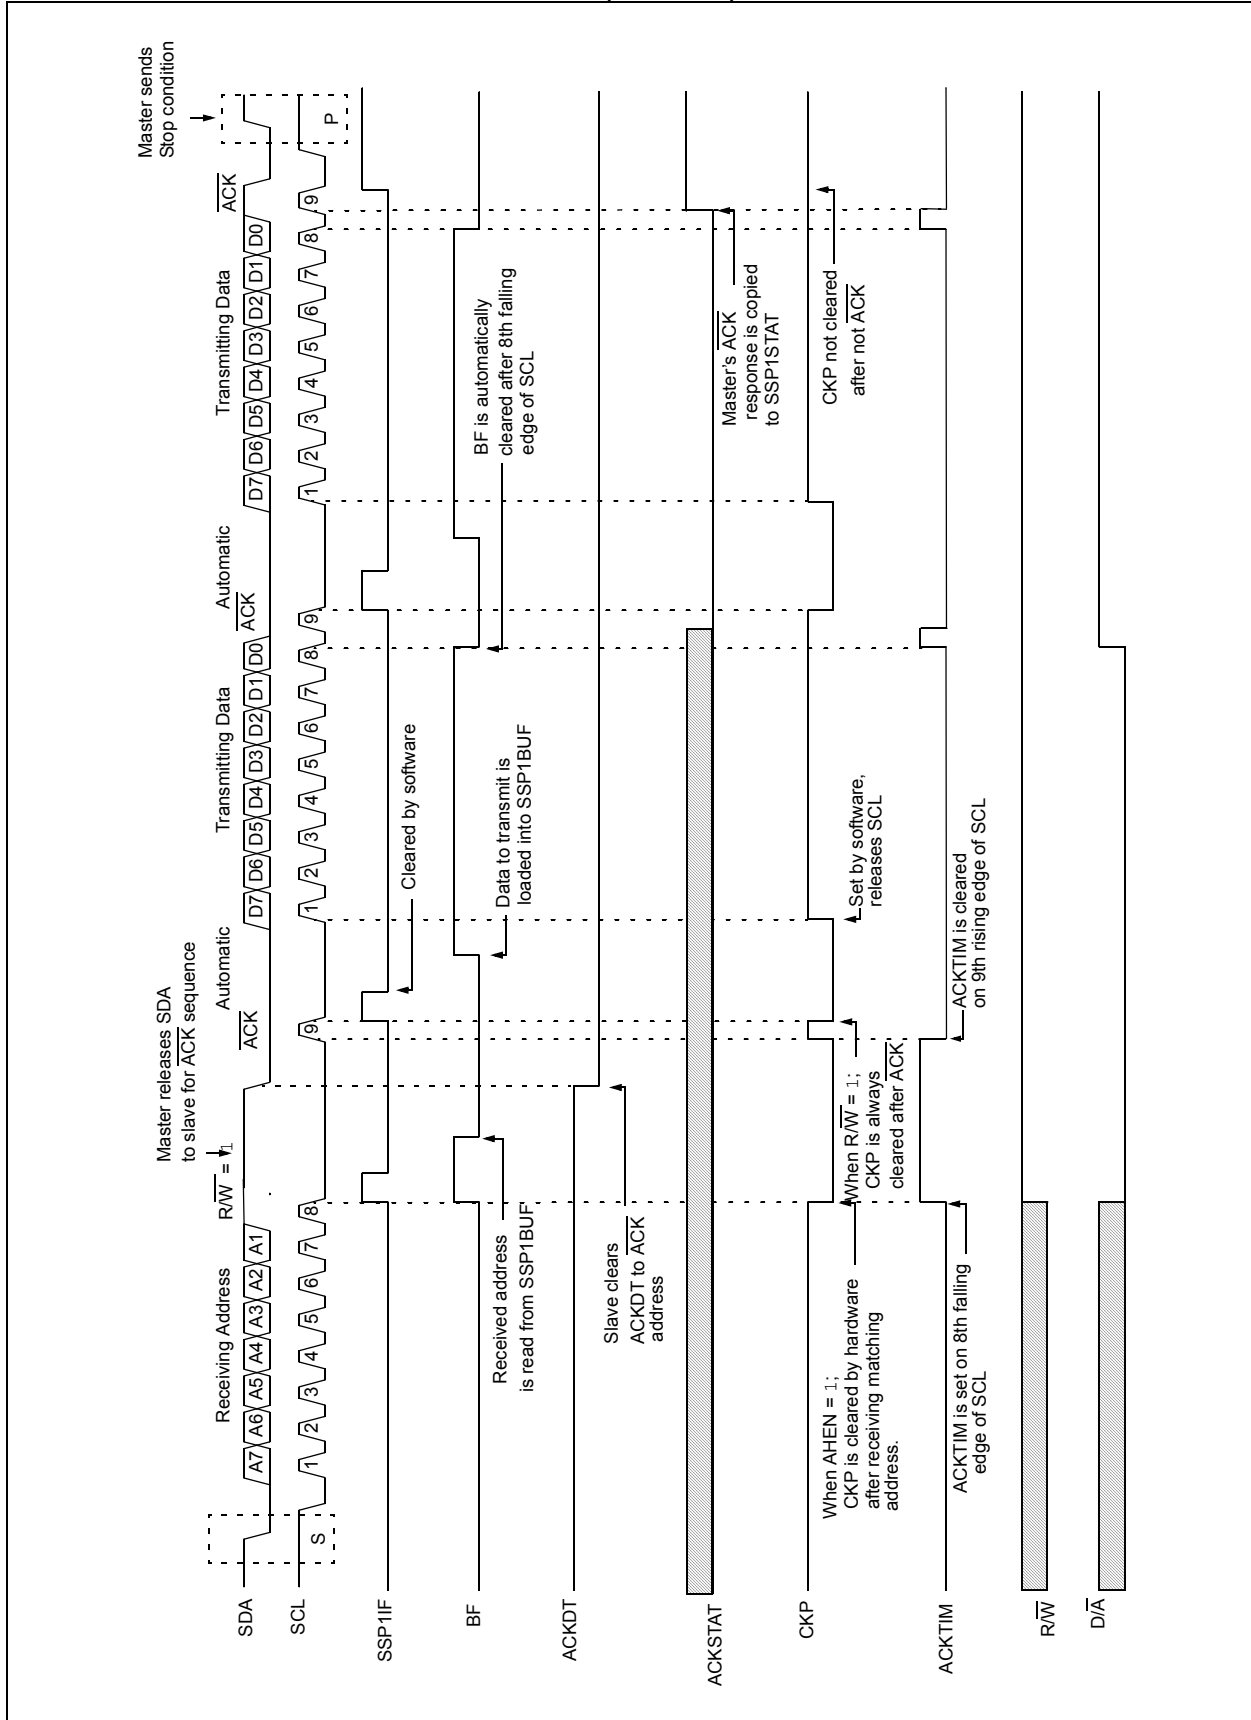 Master releases SDA
to slave for ACK sequence
Master sends
Stop condition
Receiving Address
R/W = 1
ACK
Automatic
Transmitting Data
ACK
Automatic
Transmitting Data
ACK
SDA
A7 A6 A5 A4 A3 A2 A1
D7 D6 D5 D4 D3 D2 D1 D0
D7 D6 D5 D4 D3 D2 D1 D0
SCL
S
1 2 3 4 5 6 7 8 9
1 2 3 4 5 6 7 8 9
1 2 3 4 5 6 7 8 9
P
SSP1IF
Cleared by software
BF
Received address
is read from SSP1BUF
Data to transmit is
loaded into SSP1BUF
BF is automatically
cleared after 8th falling
edge of SCL
ACKDT
Slave clears
ACKDT to ACK
address
ACKSTAT
Master's ACK
response is copied
to SSP1STAT
CKP
When AHEN = 1;
CKP is cleared by hardware
after receiving matching
address.
When R/W = 1;
CKP is always
cleared after ACK
Set by software,
releases SCL
CKP not cleared
after not ACK
ACKTIM
ACKTIM is set on 8th falling
edge of SCL
ACKTIM is cleared
on 9th rising edge of SCL
R/W
D/A